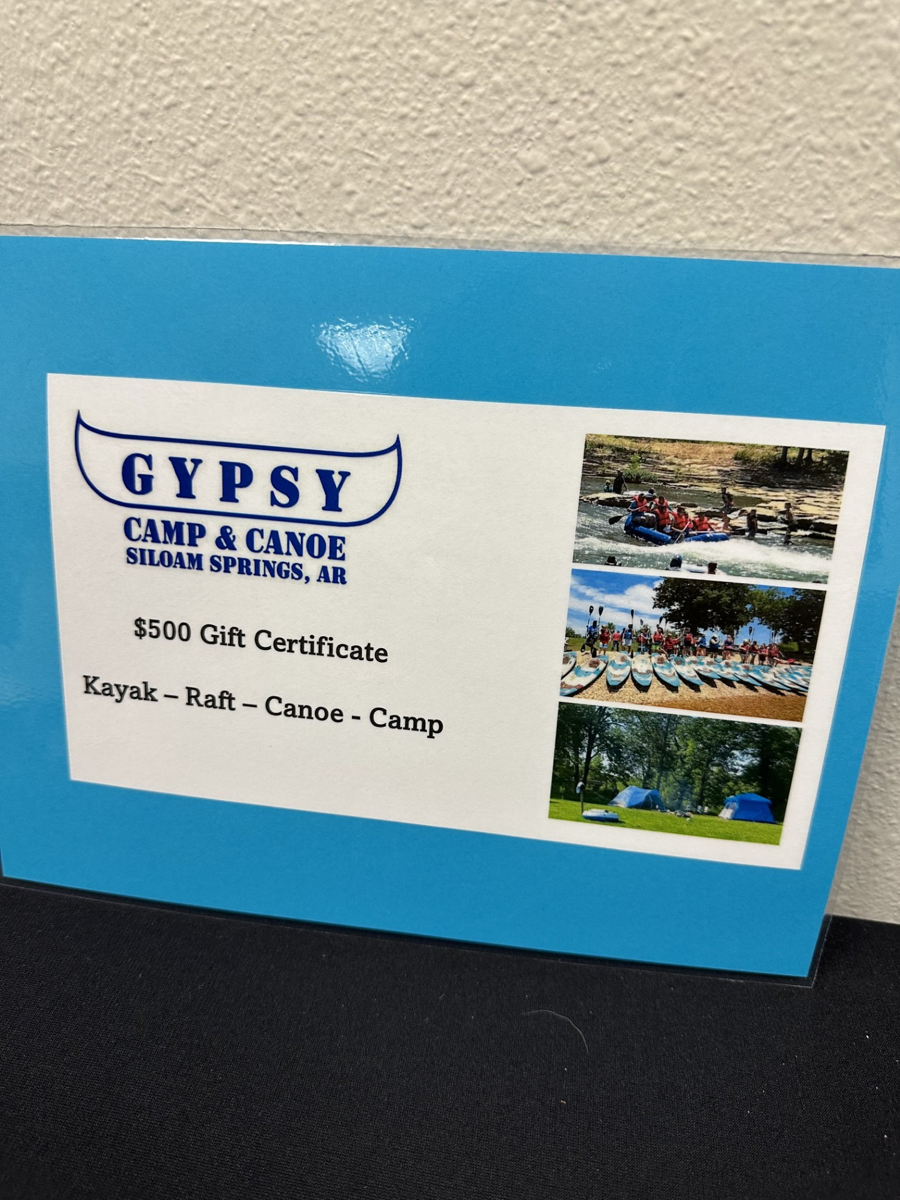 GYPSY
CAMP & CANOE
SILOAM SPRINGS, AR
$500 Gift Certificate
Kayak – Raft – Canoe - Camp